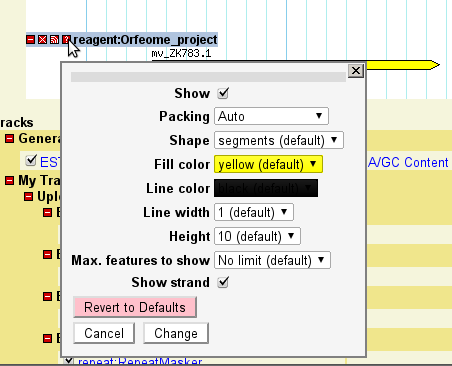 reagent:Orfeome_project
mv_ZK783.1
Show
Packing Auto
Shape segments (default)
Fill color yellow (default)
Line color black (default)
Line width 1 (default)
Height 10 (default)
Max. features to show No limit (default)
Show strand
Revert to Defaults
Cancel Change
racks
Genera
EST
A/GC Content
My Tra
Uplo
repeat:RepeatMasker